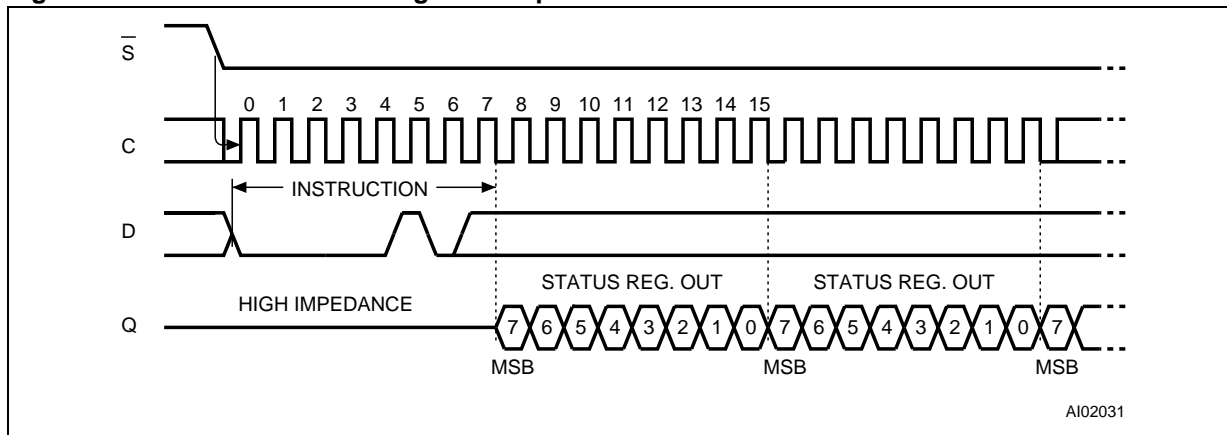 S
0 1 2 3 4 5 6 7 8 9 10 11 12 13 14 15
C
INSTRUCTION
D
STATUS REG. OUT STATUS REG. OUT
HIGH IMPEDANCE
Q 7 6 5 4 3 2 1 0 7 6 5 4 3 2 1 0 7
MSB MSB MSB
AI02031